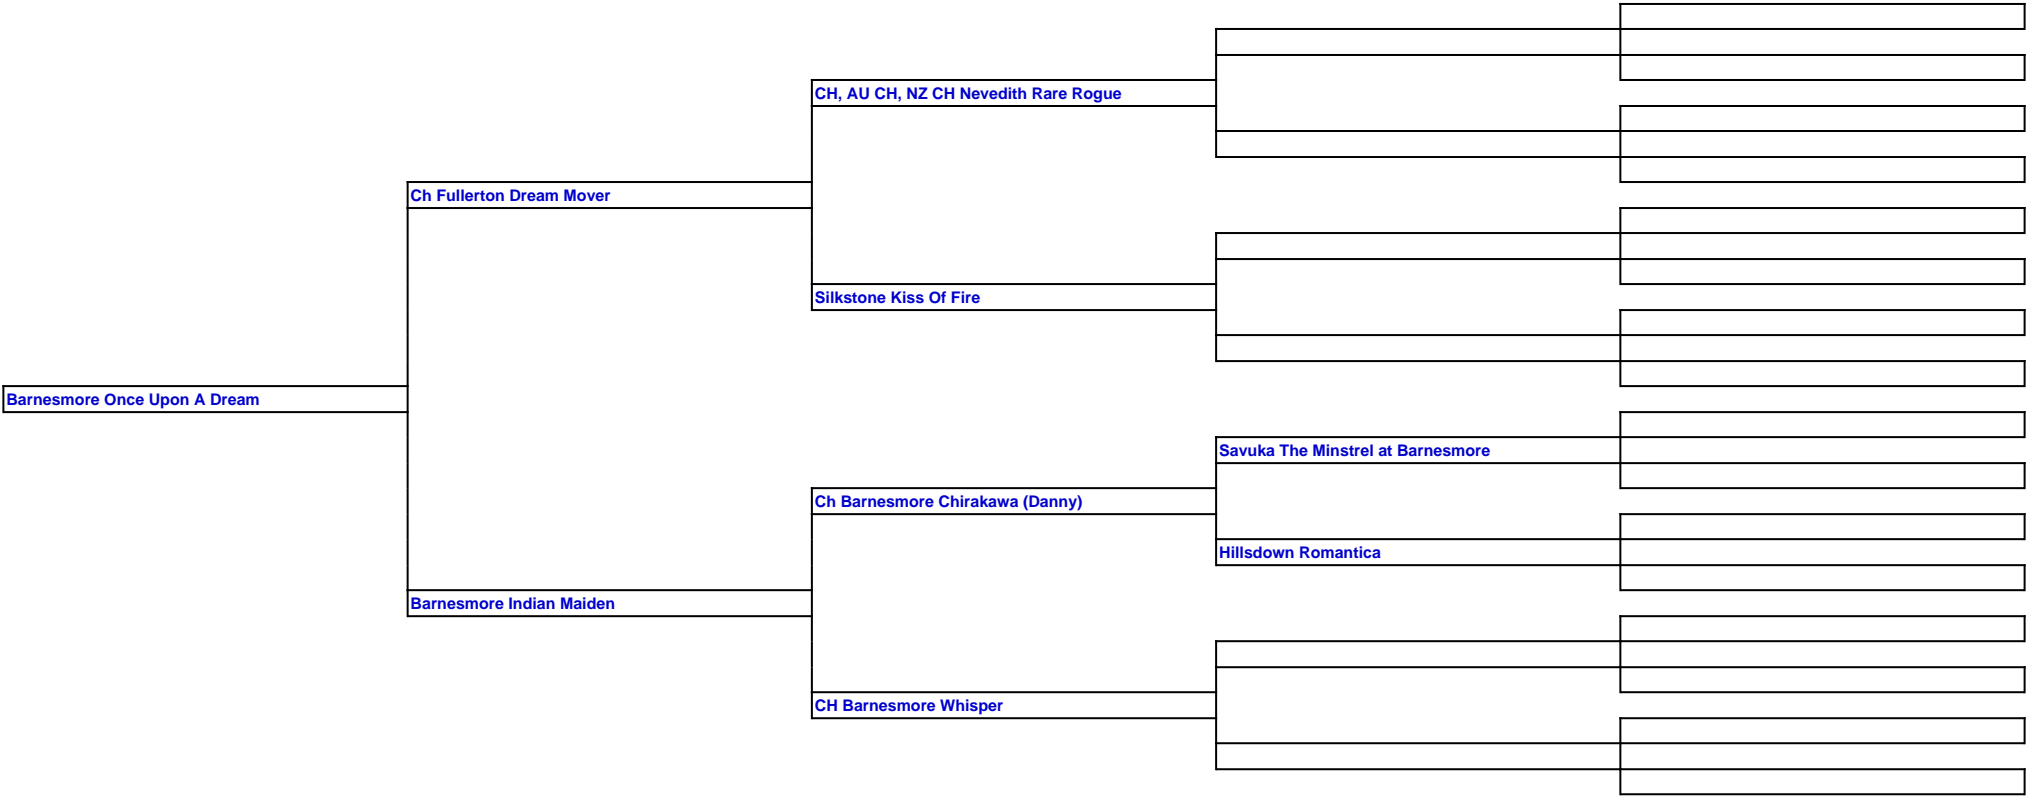 CH, AU CH, NZ CH Nevedith Rare Rogue
Ch Fullerton Dream Mover
Silkstone Kiss Of Fire
Barnesmore Once Upon A Dream
Savuka The Minstrel at Barnesmore
Ch Barnesmore Chirakawa (Danny)
Hillsdown Romantica
Barnesmore Indian Maiden
CH Barnesmore Whisper